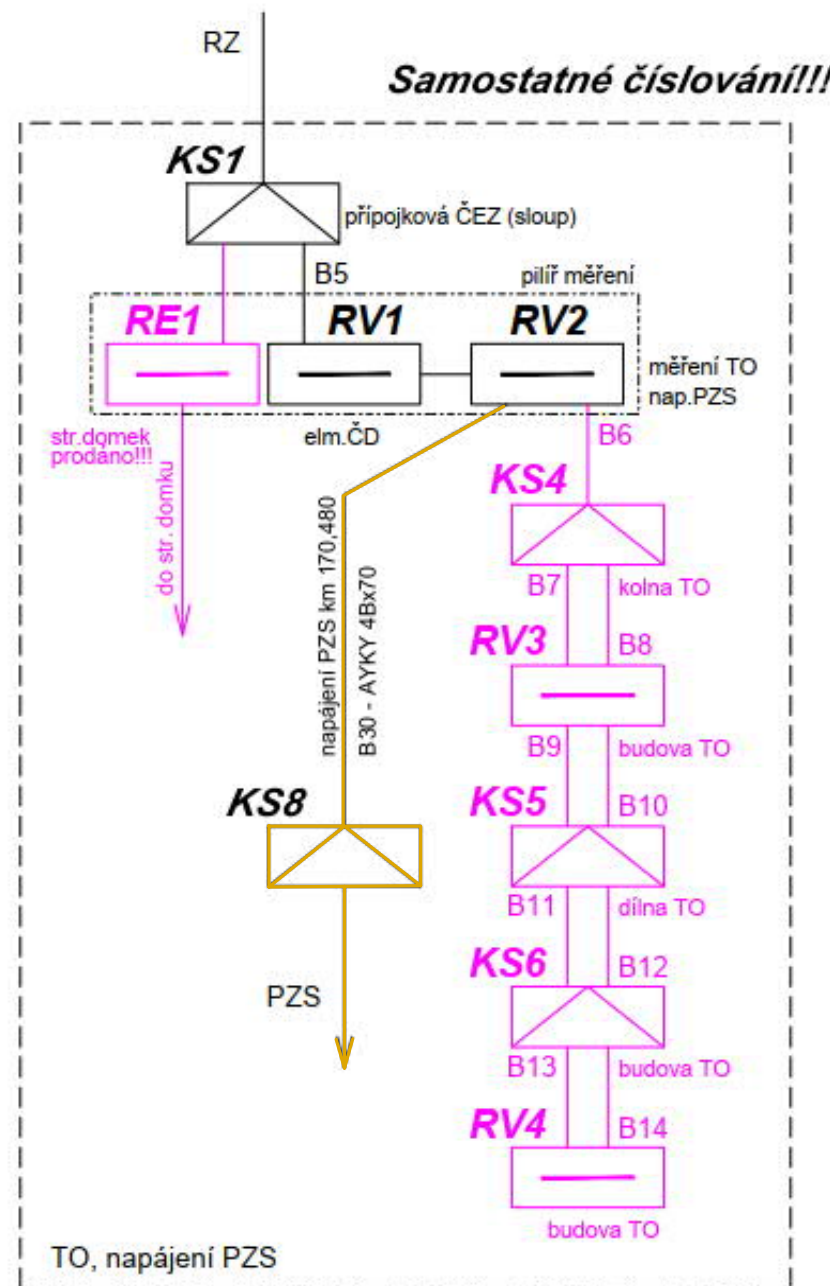 RZ
Samostatné číslování!!!
KS1
přípojková ČEZ (sloup)
B5
pilíř měření
RE1
RV1
RV2
měření TO
nap.PZS
str.domek
prodáno!!!
elm.ČD
B6
do str. domku
KS4
napájení PZS km 170,480
B30 - AYKY 4Bx70
B7
kolna TO
RV3
B8
B9
budova TO
KS8
KS5
B10
B11
dílna TO
KS6
B12
PZS
B13
budova TO
RV4
B14
budova TO
TO, napájení PZS